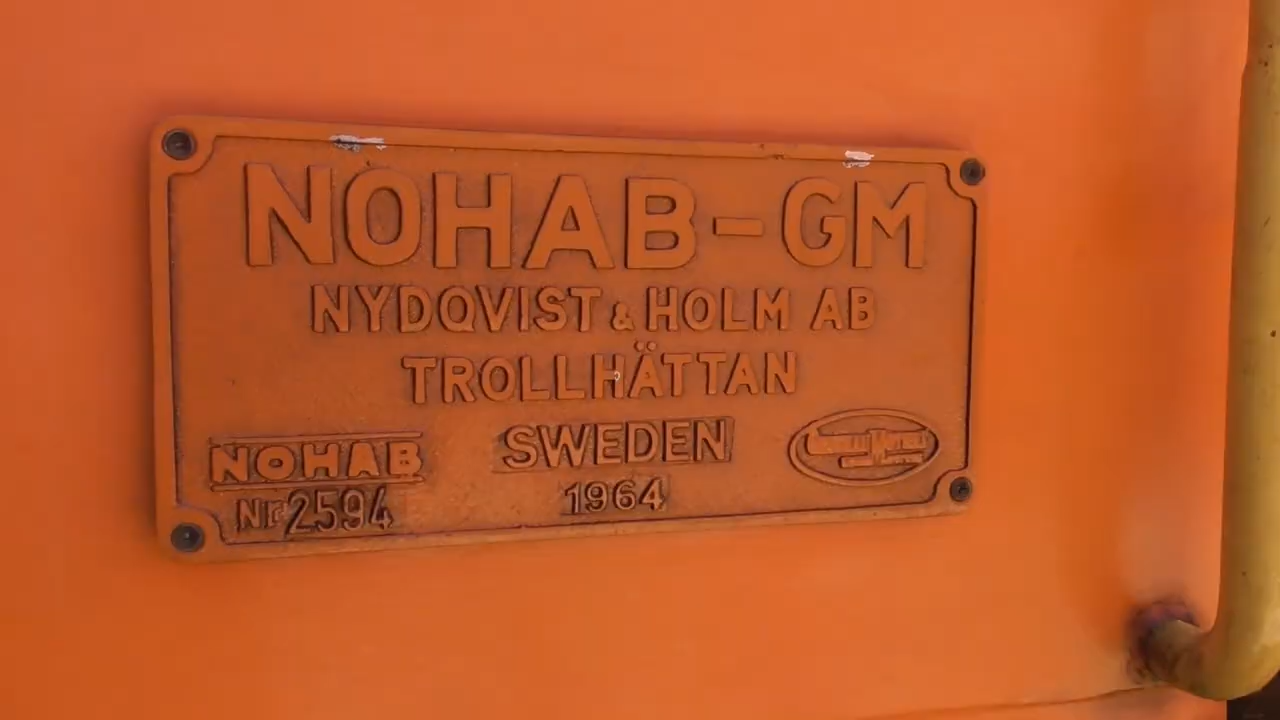 NOHAB-GM
NYDQVIST & HOLM AB
TROLLHÄTTAN
SWEDEN
1964
NOHAB
Nr 2594